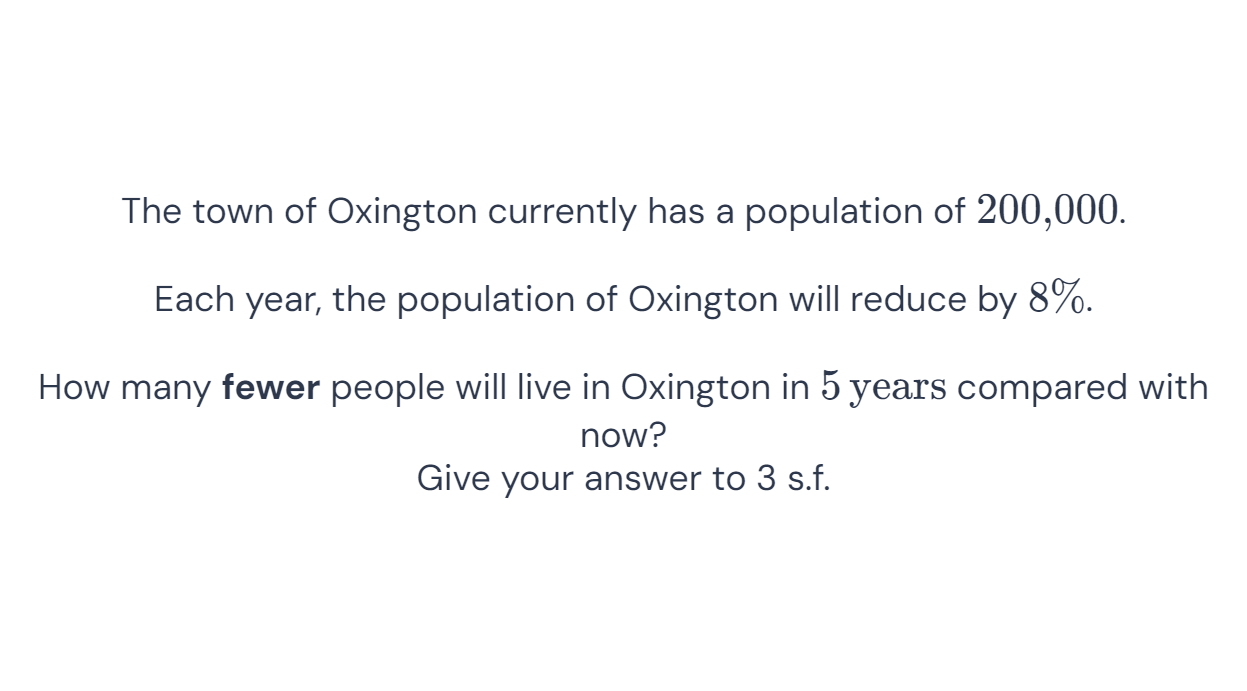 The town of Oxington currently has a population of 200,000.
Each year, the population of Oxington will reduce by 8%.
How many fewer people will live in Oxington in 5 years compared with
now?
Give your answer to 3 s.f.